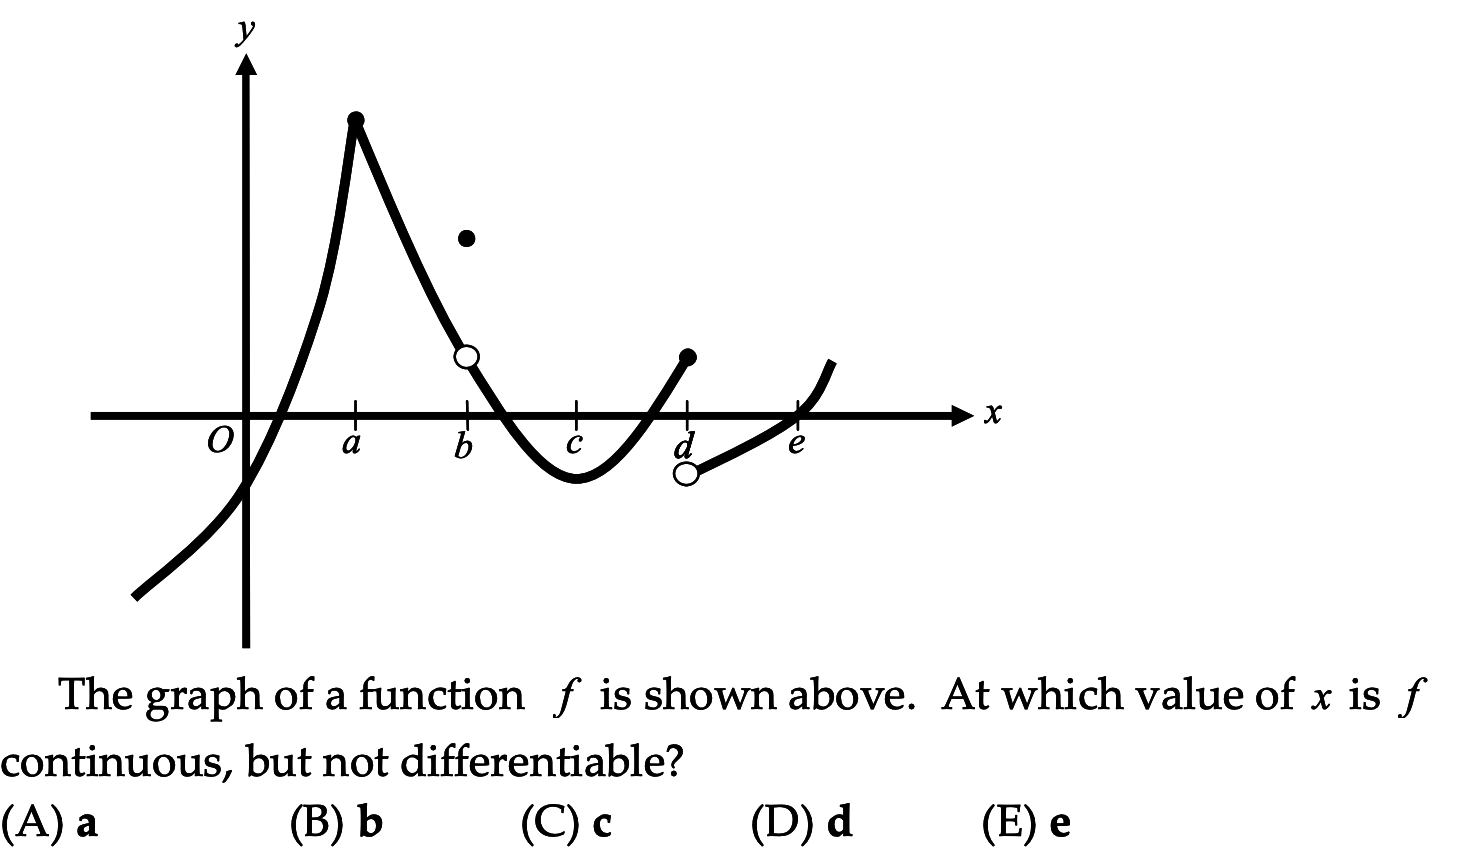 y
x
O
a
b
c
d
e
The graph of a function f is shown above. At which value of x is f
continuous, but not differentiable?
(A) a (B) b (C) c (D) d (E) e